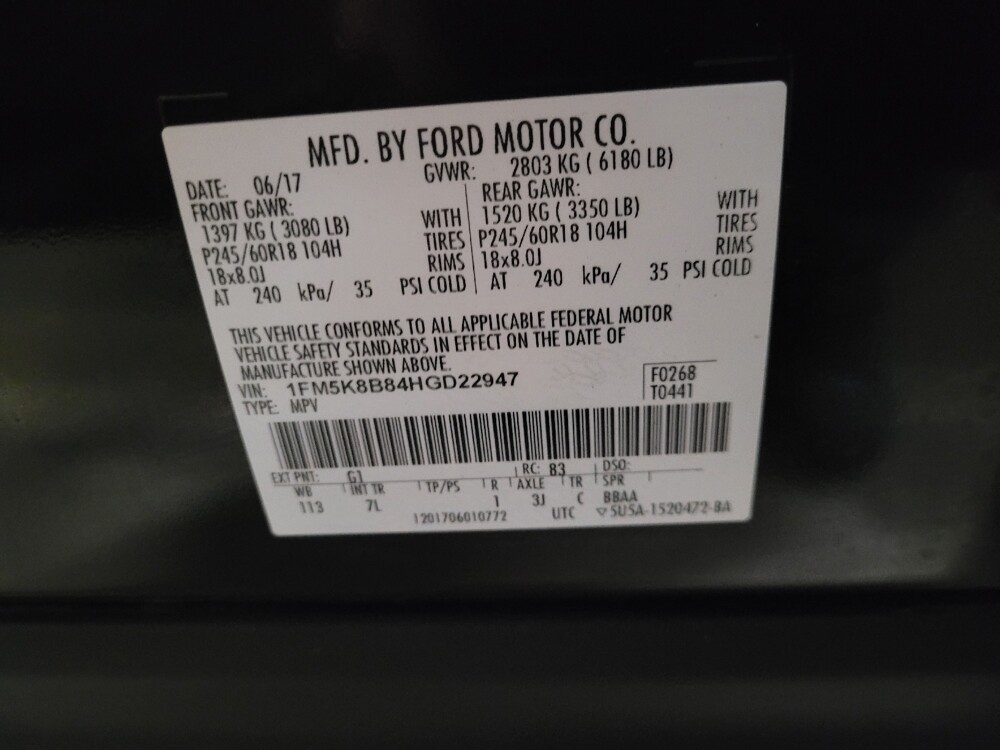 MFD. BY FORD MOTOR CO.
DATE: 06/17 GVWR: 2803 KG ( 6180 LB)
FRONT GAWR: REAR GAWR:
1397 KG ( 3080 LB) WITH 1520 KG ( 3350 LB) WITH
P245/60R18 104H TIRES P245/60R18 104H TIRES
18x8.0J RIMS 18x8.0J RIMS
AT 240 kPa/ 35 PSI COLD AT 240 kPa/ 35 PSI COLD
THIS VEHICLE CONFORMS TO ALL APPLICABLE FEDERAL MOTOR
VEHICLE SAFETY STANDARDS IN EFFECT ON THE DATE OF
MANUFACTURE SHOWN ABOVE.
VIN: 1FM5K8B84HGD22947 F0268
TYPE: MPV T0441
EXT PNT: G1 RC: 83 DSO:
WB INT TR TP/PS R AXLE TR SPR
113 7L 1 3J C BBAA
1201706010772 UTC ▽5U5A-1520472-8A